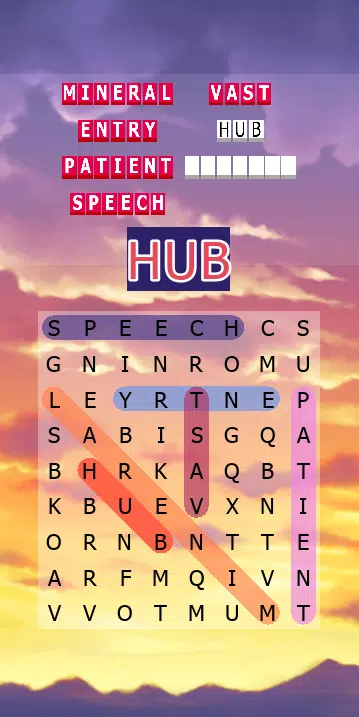 MINERAL VAST
ENTRY HUB
PATIENT
SPEECH
HUB
S P E E C H C S
G N I N R O M U
L E Y R T N E P
S A B I S G Q A
B H R K A Q B T
K B U E V X N I
O R N B N T T E
A R F M Q I V N
V V O T M U M T